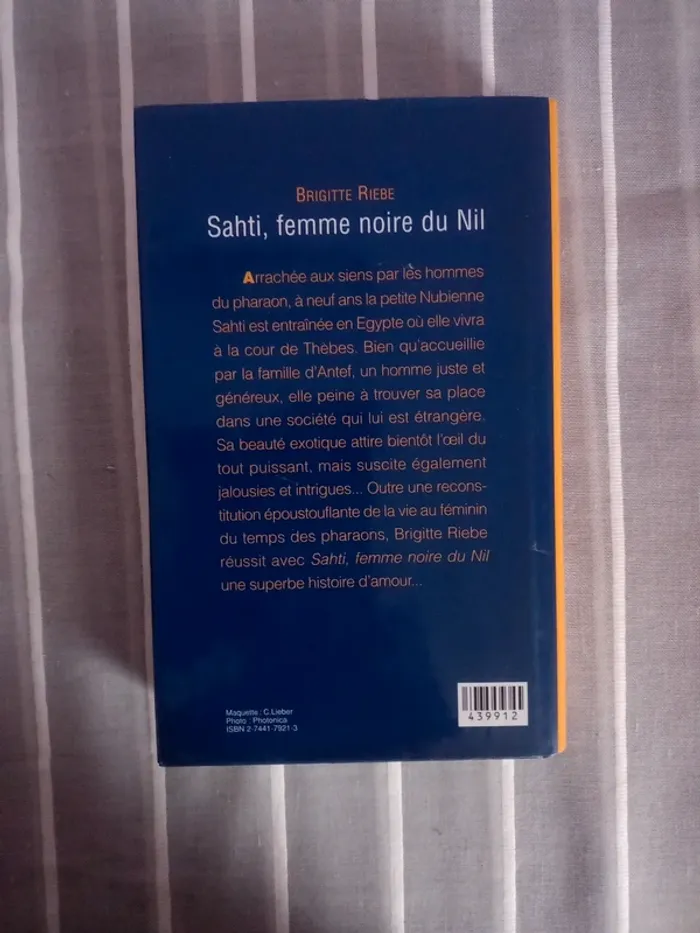 BRIGITTE RIEBE
Sahti, femme noire du Nil
Arrachée aux siens par les hommes
du pharaon, à neuf ans la petite Nubienne
Sahti est entraînée en Egypte où elle vivra
à la cour de Thèbes. Bien qu'accueillie
par la famille d'Antef, un homme juste et
généreux, elle peine à trouver sa place
dans une société qui lui est étrangère.
Sa beauté exotique attire bientôt l'œil du
tout puissant, mais suscite également
jalousies et intrigues... Outre une recons-
titution époustouflante de la vie au féminin
du temps des pharaons, Brigitte Riebe
réussit avec Sahti, femme noire du Nil
une superbe histoire d'amour...
Maquette : C.Lieber
Photo : Photonica
ISBN 2-7441-7921-3
439912